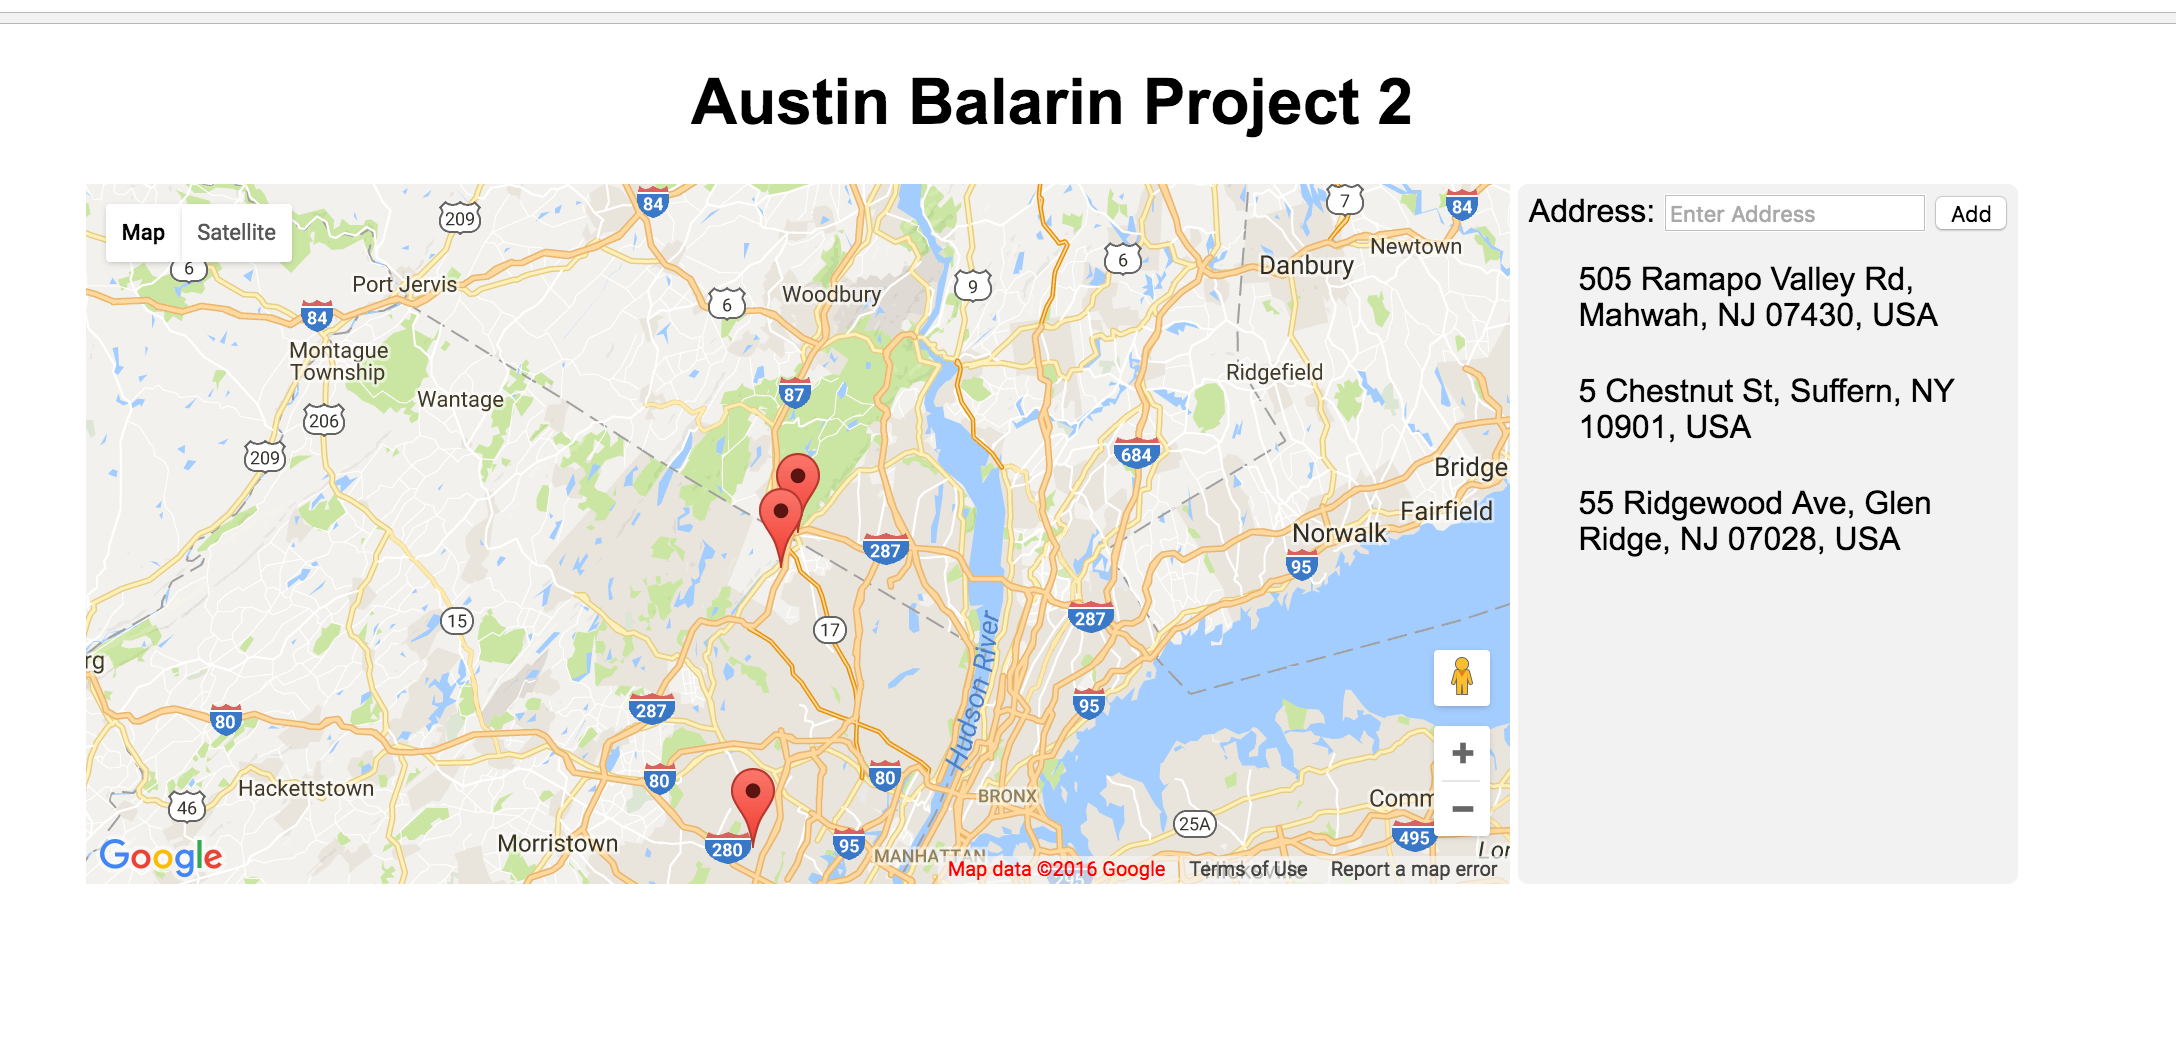 Austin Balarin Project 2
Map
Satellite
Address:
Enter Address
Add
505 Ramapo Valley Rd,
Mahwah, NJ 07430, USA
5 Chestnut St, Suffern, NY
10901, USA
55 Ridgewood Ave, Glen
Ridge, NJ 07028, USA
84
209
7
84
Newtown
6
Danbury
6
Port Jervis
9
Woodbury
6
84
Montague
Township
Ridgefield
87
Wantage
206
684
209
Bridge
Fairfield
Norwalk
287
95
287
15
17
Hudson River
rg
287
95
80
80
80
Hackettstown
BRONX
Comm
46
25A
280
95
495
Morristown
MANHATTAN
Lor
Google
295
Hicksville
Map data ©2016 Google
Terms of Use
Report a map error